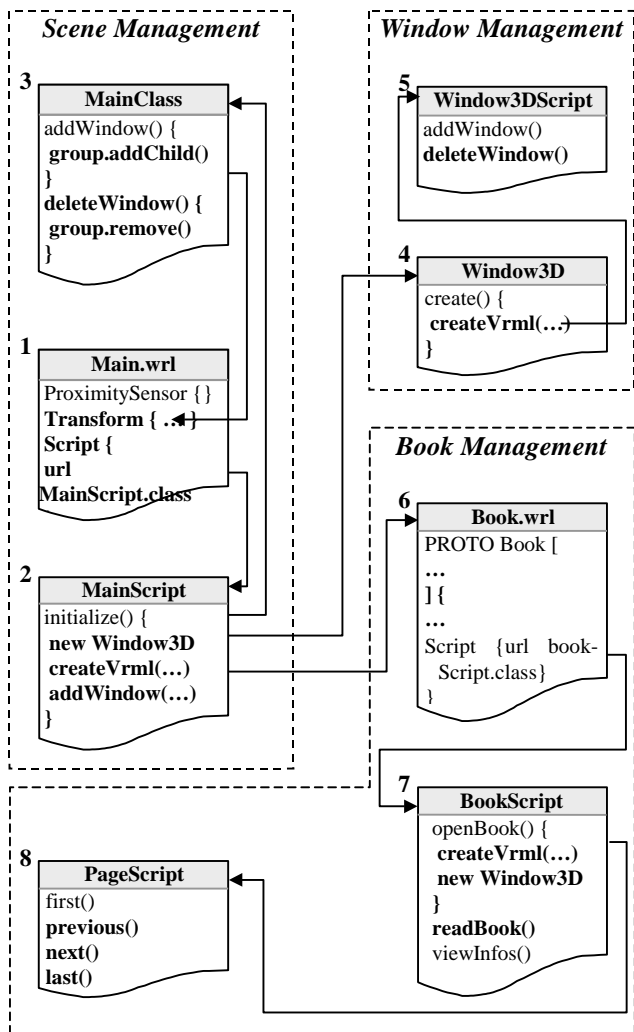 Scene Management
3
MainClass
addWindow() {
group.addChild()
}
deleteWindow() {
group.remove()
}
1
Main.wrl
ProximitySensor {}
Transform { … }
Script {
url
MainScript.class
2
MainScript
initialize() {
new Window3D
createVrml(…)
addWindow(…)
}
Window Management
5
Window3DScript
addWindow()
deleteWindow()
4
Window3D
create() {
createVrml(…)
}
Book Management
6
Book.wrl
PROTO Book [
…
] {
…
Script {url book-
Script.class}
}
7
BookScript
openBook() {
createVrml(…)
new Window3D
}
readBook()
viewInfos()
8
PageScript
first()
previous()
next()
last()